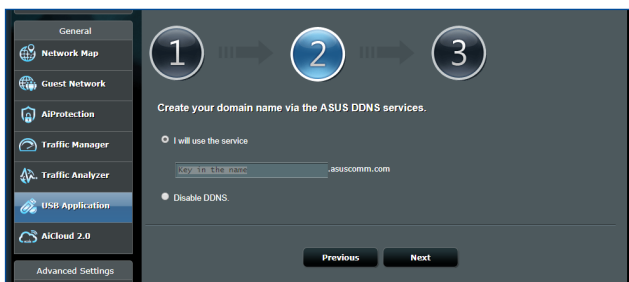 General
Network Map
Guest Network
AiProtection
Traffic Manager
Traffic Analyzer
USB Application
AiCloud 2.0
Advanced Settings
1
2
3
Create your domain name via the ASUS DDNS services.
I will use the service
Key in the name .asuscomm.com
Disable DDNS.
Previous Next